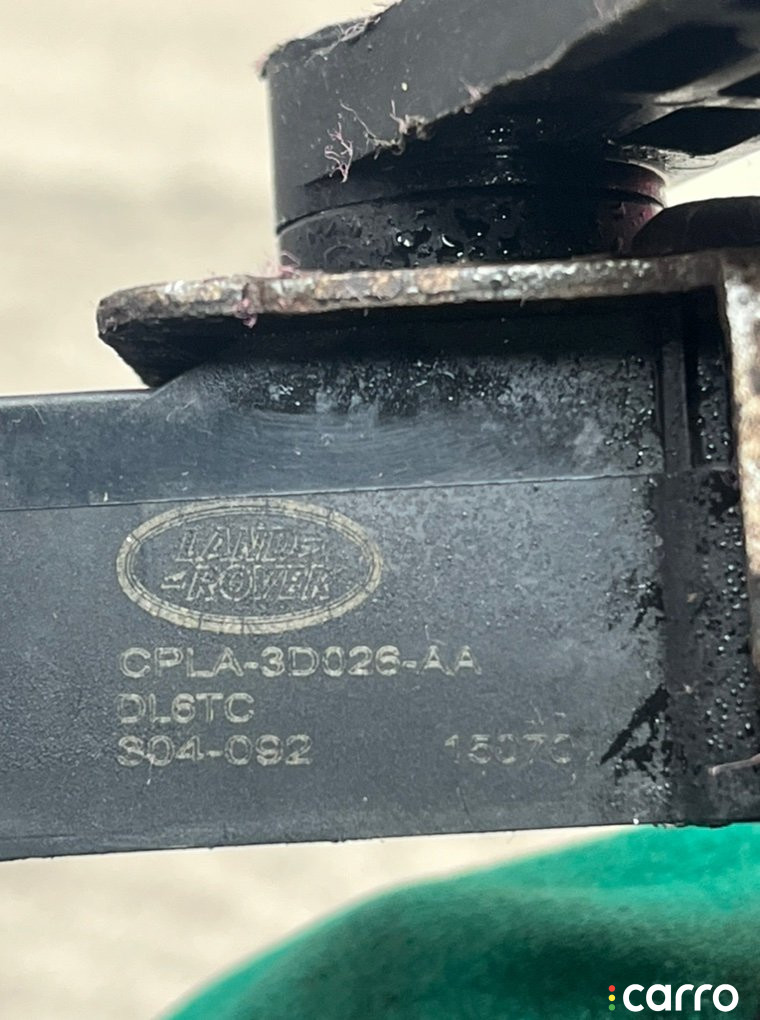 LAND-
-ROVER
CPLA-3D026-AA
DL6TC
S04-092 15070
carro